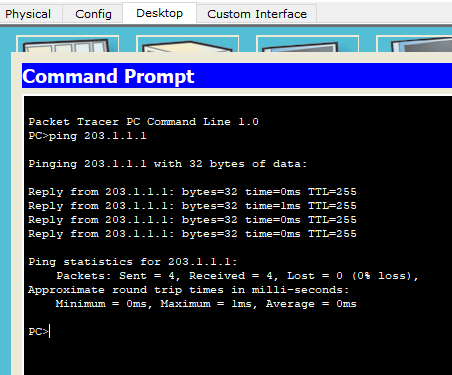 Physical Config Desktop Custom Interface
Command Prompt
Packet Tracer PC Command Line 1.0
PC>ping 203.1.1.1
Pinging 203.1.1.1 with 32 bytes of data:
Reply from 203.1.1.1: bytes=32 time=0ms TTL=255
Reply from 203.1.1.1: bytes=32 time=1ms TTL=255
Reply from 203.1.1.1: bytes=32 time=0ms TTL=255
Reply from 203.1.1.1: bytes=32 time=0ms TTL=255
Ping statistics for 203.1.1.1:
Packets: Sent = 4, Received = 4, Lost = 0 (0% loss),
Approximate round trip times in milli-seconds:
Minimum = 0ms, Maximum = 1ms, Average = 0ms
PC>